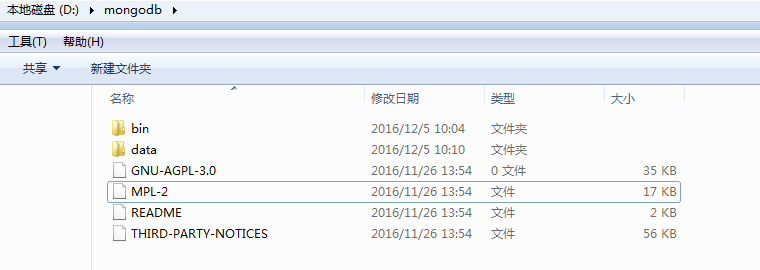 本地磁盘 (D:) ▸ mongodb ▸
工具(T) 帮助(H)
共享 ▼ 新建文件夹
名称 修改日期 类型 大小
bin 2016/12/5 10:04 文件夹
data 2016/12/5 10:10 文件夹
GNU-AGPL-3.0 2016/11/26 13:54 0 文件 35 KB
MPL-2 2016/11/26 13:54 文件 17 KB
README 2016/11/26 13:54 文件 2 KB
THIRD-PARTY-NOTICES 2016/11/26 13:54 文件 56 KB